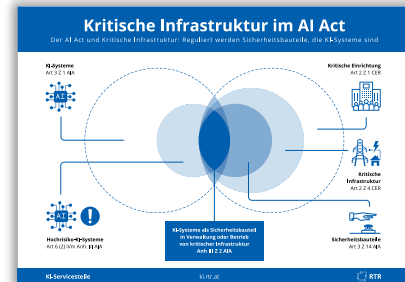 Kritische Infrastruktur im AI Act
Der AI Act und Kritische Infrastruktur: Reguliert werden Sicherheitsbauteile, die KI-Systeme sind
KI-Systeme
Art 3 Z 1 AIA
AI
Kritische Einrichtung
Art 2 Z 1 CER
Kritische
Infrastruktur
Art 2 Z 4 CER
AI
Hochrisiko-KI-Systeme
Art 6 (2) iVm Anh. III AIA
KI-Systeme als Sicherheitsbauteil
in Verwaltung oder Betrieb
von kritischer Infrastruktur
Anh III Z 2 AIA
Sicherheitsbauteile
Art 3 Z 14 AIA
KI-Servicestelle
ki.rtr.at
RTR